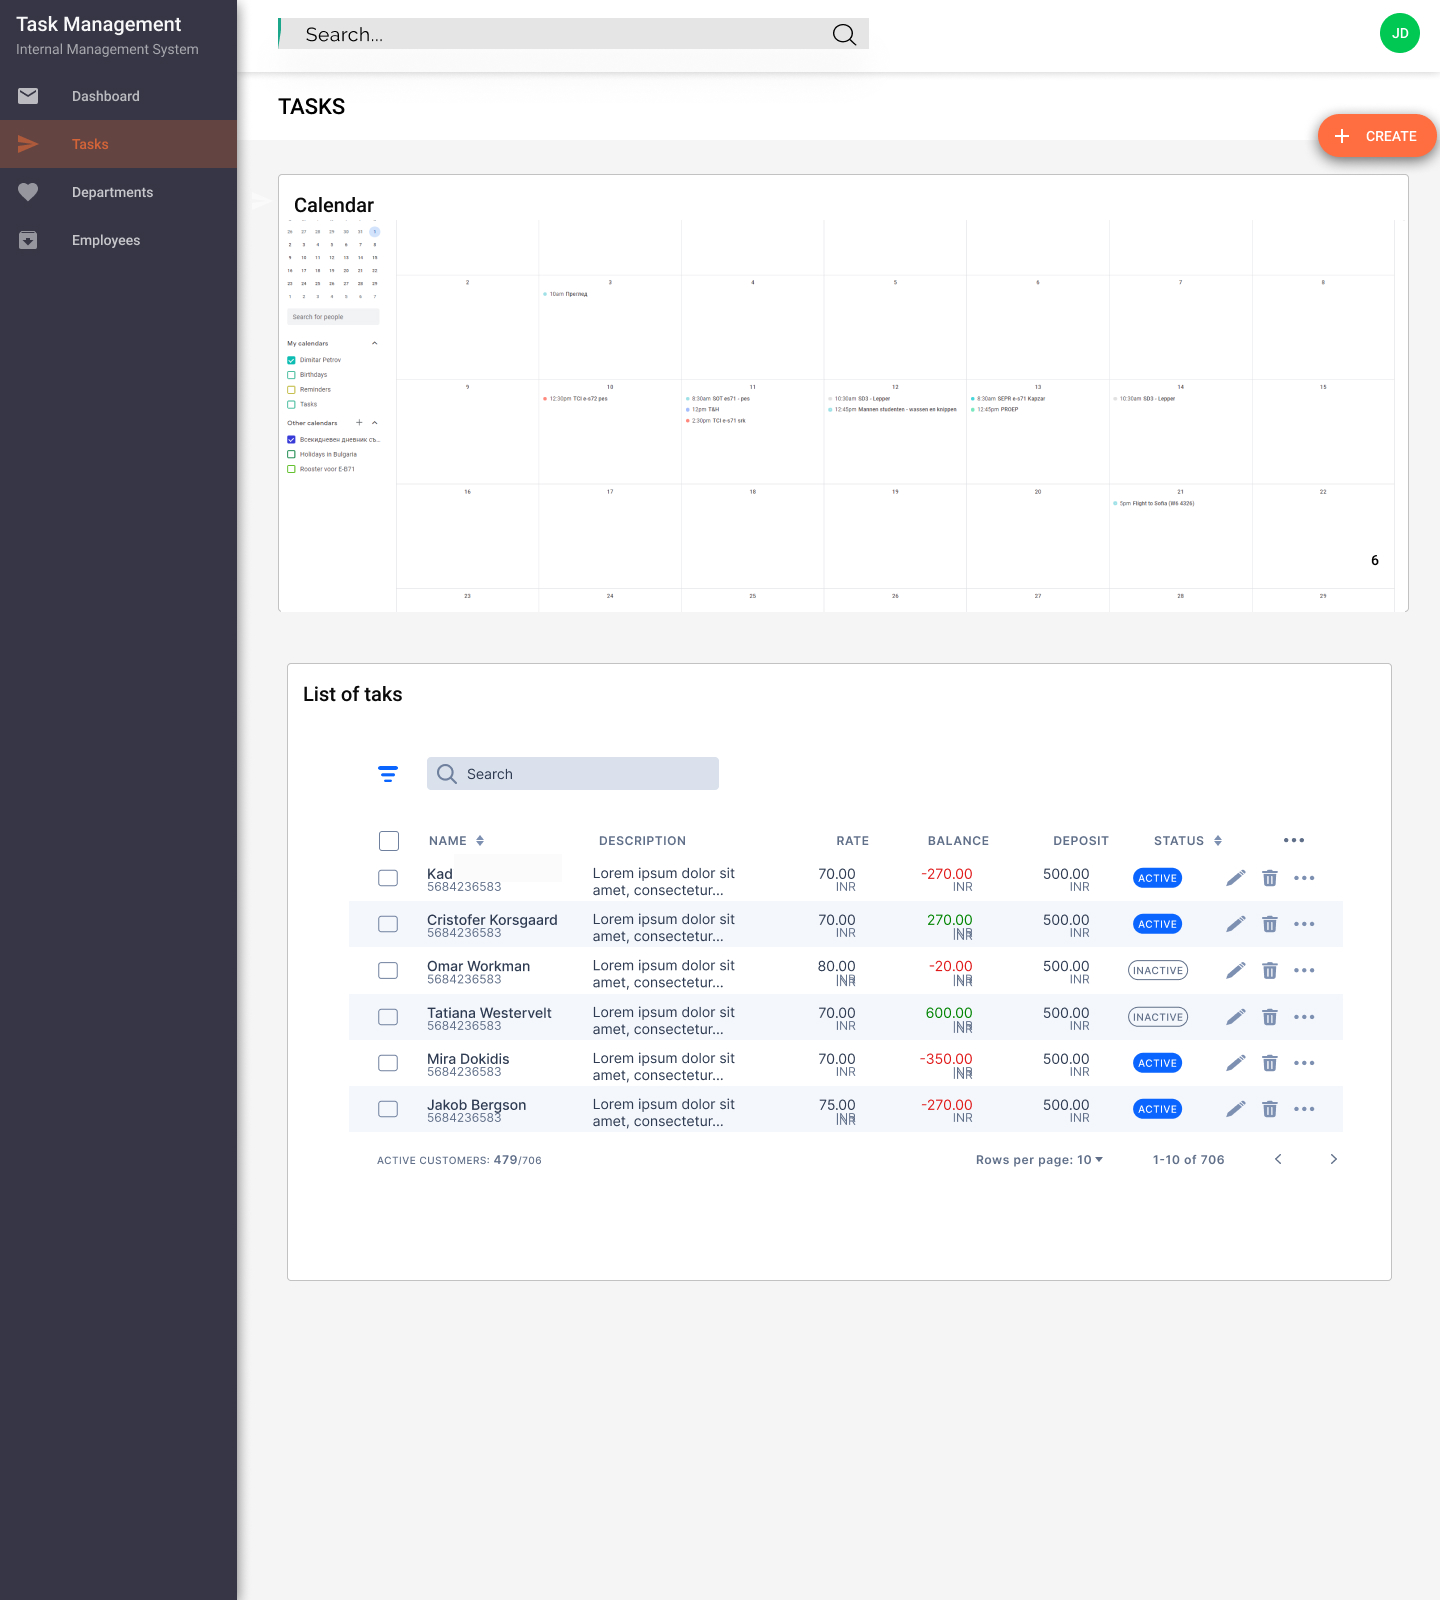 Task Management
Internal Management System
Dashboard
Tasks
Departments
Employees
Search...
JD
TASKS
CREATE
Calendar
26 27 28 29 30 31 1
2 3 4 5 6 7 8
9 10 11 12 13 14 15
16 17 18 19 20 21 22
23 24 25 26 27 28 29
1 2 3 4 5 6 7
Search for people
My calendars
Dimitar Petrov
Birthdays
Reminders
Tasks
Other calendars
Всекидневен дневник съ...
Holidays in Bulgaria
Rooster voor E-B71
2 3 4 5 6 7 8
10am Преглед
9 10 11 12 13 14 15
12:30pm TCI e-s72 pes
8:30am SOT es71 - pes
12pm T&H
2:30pm TCI e-s71 srk
10:30am SD3 - Lepper
12:45pm Mannen studenten - wassen en knippen
8:30am SEPR e-s71 Kapzar
12:45pm PROEP
10:30am SD3 - Lepper
16 17 18 19 20 21 22
5pm Flight to Sofia (W6 4326)
6
23 24 25 26 27 28 29
List of taks
Search
NAME DESCRIPTION RATE BALANCE DEPOSIT STATUS
Kad Lorem ipsum dolor sit 70.00 -270.00 500.00 ACTIVE
5684236583 amet, consectetur... INR INR INR
Cristofer Korsgaard Lorem ipsum dolor sit 70.00 270.00 500.00 ACTIVE
5684236583 amet, consectetur... INR INR INR
Omar Workman Lorem ipsum dolor sit 80.00 -20.00 500.00 INACTIVE
5684236583 amet, consectetur... INR INR INR
Tatiana Westervelt Lorem ipsum dolor sit 70.00 600.00 500.00 INACTIVE
5684236583 amet, consectetur... INR INR INR
Mira Dokidis Lorem ipsum dolor sit 70.00 -350.00 500.00 ACTIVE
5684236583 amet, consectetur... INR INR INR
Jakob Bergson Lorem ipsum dolor sit 75.00 -270.00 500.00 ACTIVE
5684236583 amet, consectetur... INR INR INR
ACTIVE CUSTOMERS: 479/706 Rows per page: 10 1-10 of 706